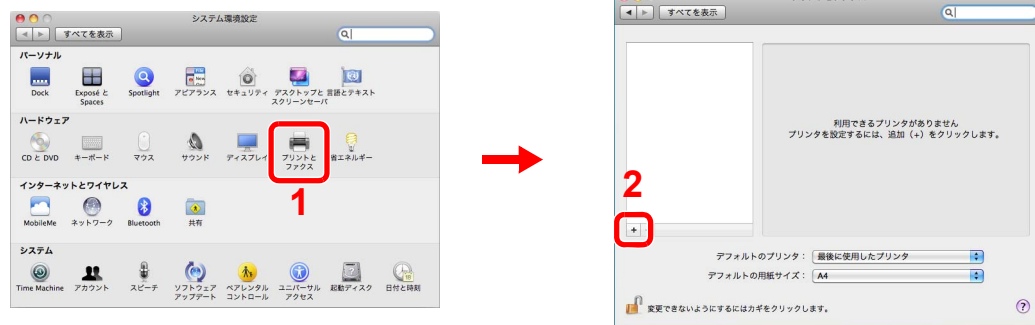 システム環境設定
すべてを表示
パーソナル
Dock
Exposé と
Spaces
Spotlight
アピアランス
セキュリティ
デスクトップと
スクリーンセーバ
言語とテキスト
ハードウェア
CD と DVD
キーボード
マウス
サウンド
ディスプレイ
プリントと
ファクス
省エネルギー
1
インターネットとワイヤレス
MobileMe
ネットワーク
Bluetooth
共有
システム
Time Machine
アカウント
スピーチ
ソフトウェア
アップデート
ペアレンタル
コントロール
ユニバーサル
アクセス
起動ディスク
日付と時刻
すべてを表示
利用できるプリンタがありません
プリンタを設定するには、追加（+）をクリックします。
2
+
デフォルトのプリンタ： 最後に使用したプリンタ
デフォルトの用紙サイズ： A4
変更できないようにするにはカギをクリックします。
?